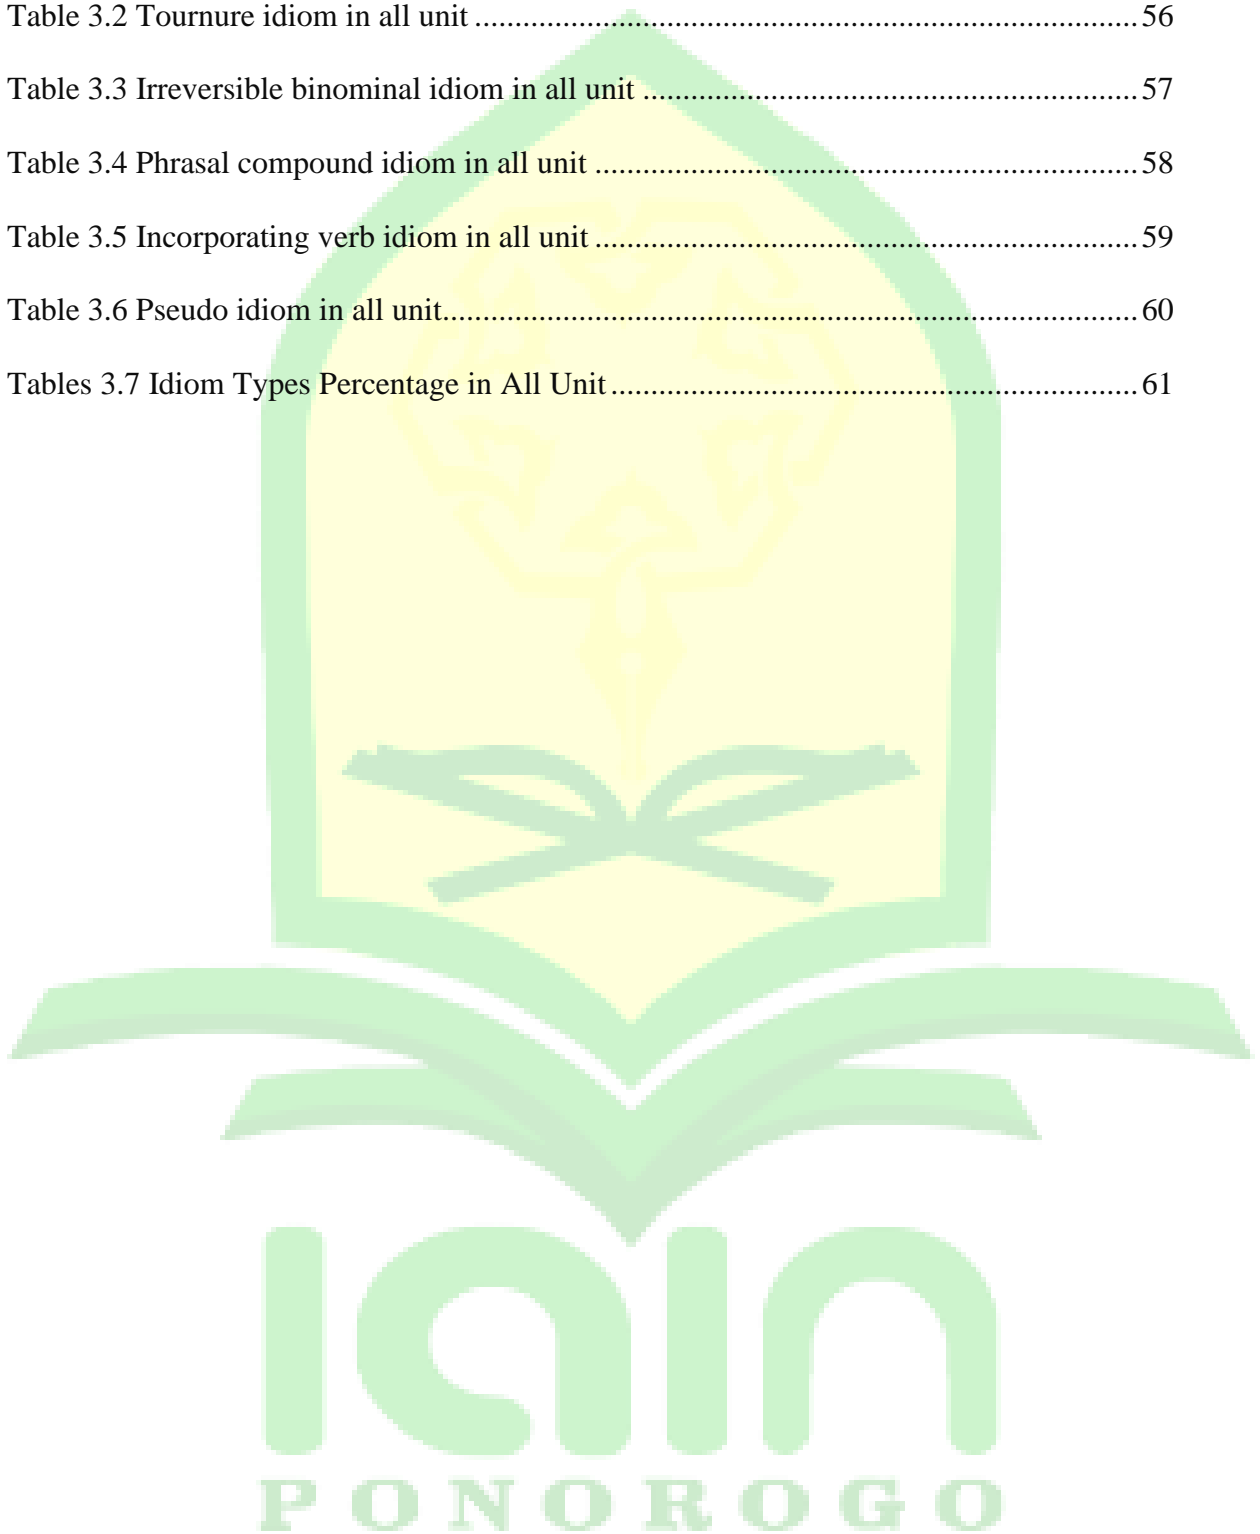 Table 3.2 Tournure idiom in all unit .................................................................................. 56
Table 3.3 Irreversible binominal idiom in all unit ............................................................. 57
Table 3.4 Phrasal compound idiom in all unit ................................................................... 58
Table 3.5 Incorporating verb idiom in all unit ................................................................... 59
Table 3.6 Pseudo idiom in all unit...................................................................................... 60
Tables 3.7 Idiom Types Percentage in All Unit ................................................................. 61
iain
PONOROGO